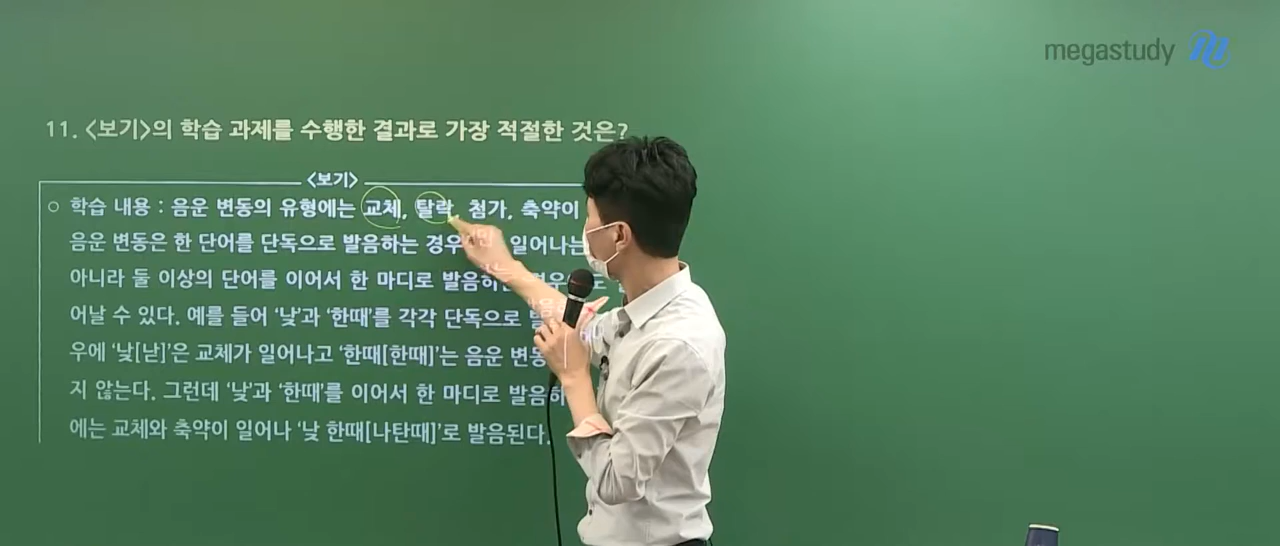 megastudy
11. <보기>의 학습 과제를 수행한 결과로 가장 적절한 것은?
<보기>
○ 학습 내용 : 음운 변동의 유형에는 교체, 탈락, 첨가, 축약이
음운 변동은 한 단어를 단독으로 발음하는 경우 일어나는
아니라 둘 이상의 단어를 이어서 한 마디로
어날 수 있다. 예를 들어 ‘낮’과 ‘한때’를 각각 단독으로
우에 ‘낮[낟]’은 교체가 일어나고 ‘한때[한때]’는 음운 변동
지 않는다. 그런데 ‘낮’과 ‘한때’를 이어서 한 마디로
에는 교체와 축약이 일어나 ‘낮 한때[나탄때]’로 발음된다.